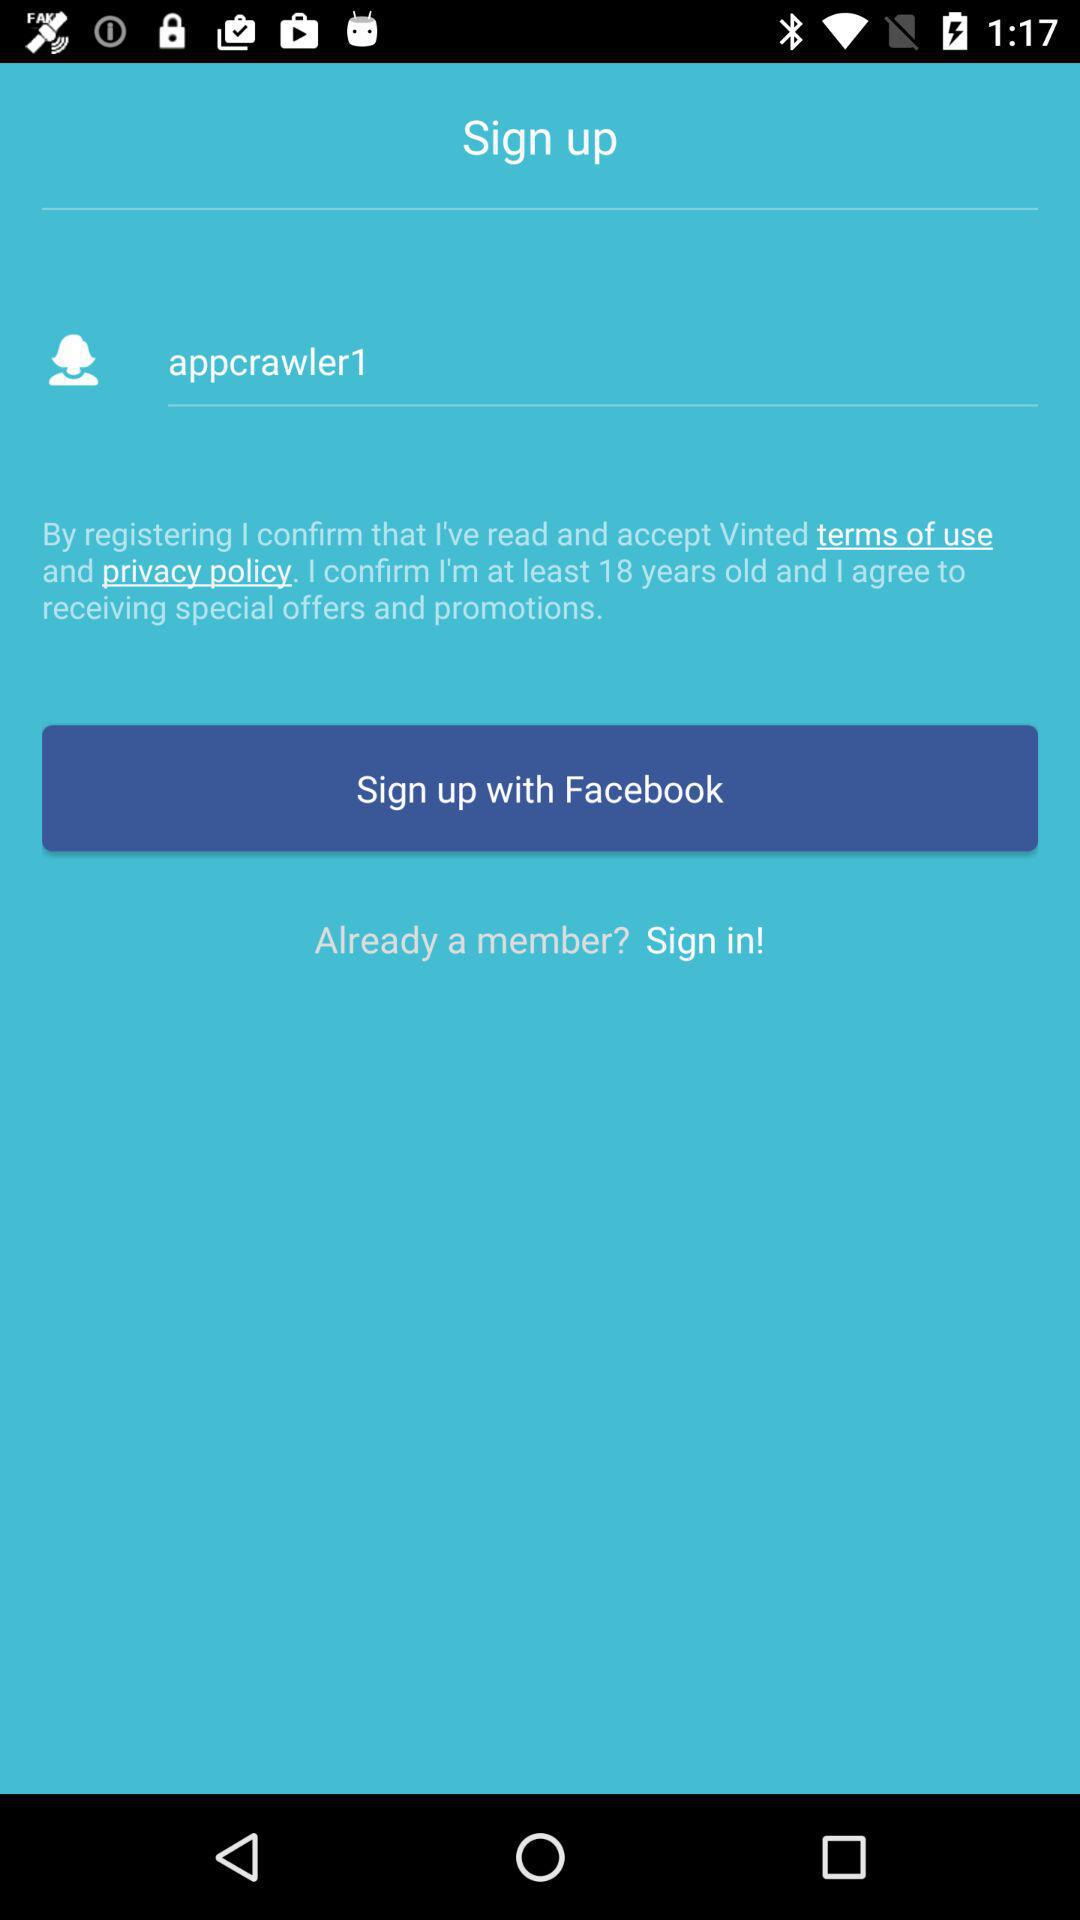 FAKE
1:17
Sign up
appcrawler1
By registering I confirm that I've read and accept Vinted terms of use
and privacy policy. I confirm I'm at least 18 years old and I agree to
receiving special offers and promotions.
Sign up with Facebook
Already a member? Sign in!